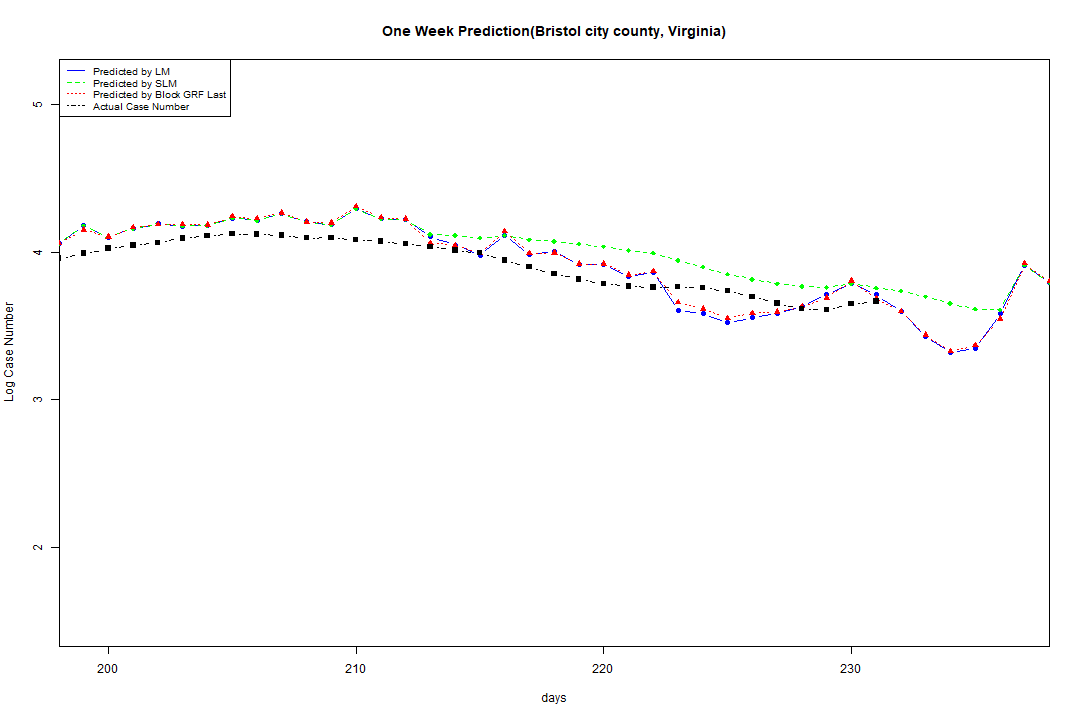 One Week Prediction(Bristol city county, Virginia)
Predicted by LM
Predicted by SLM
Predicted by Block GRF Last
Actual Case Number
5
4
3
2
Log Case Number
200 210 220 230
days